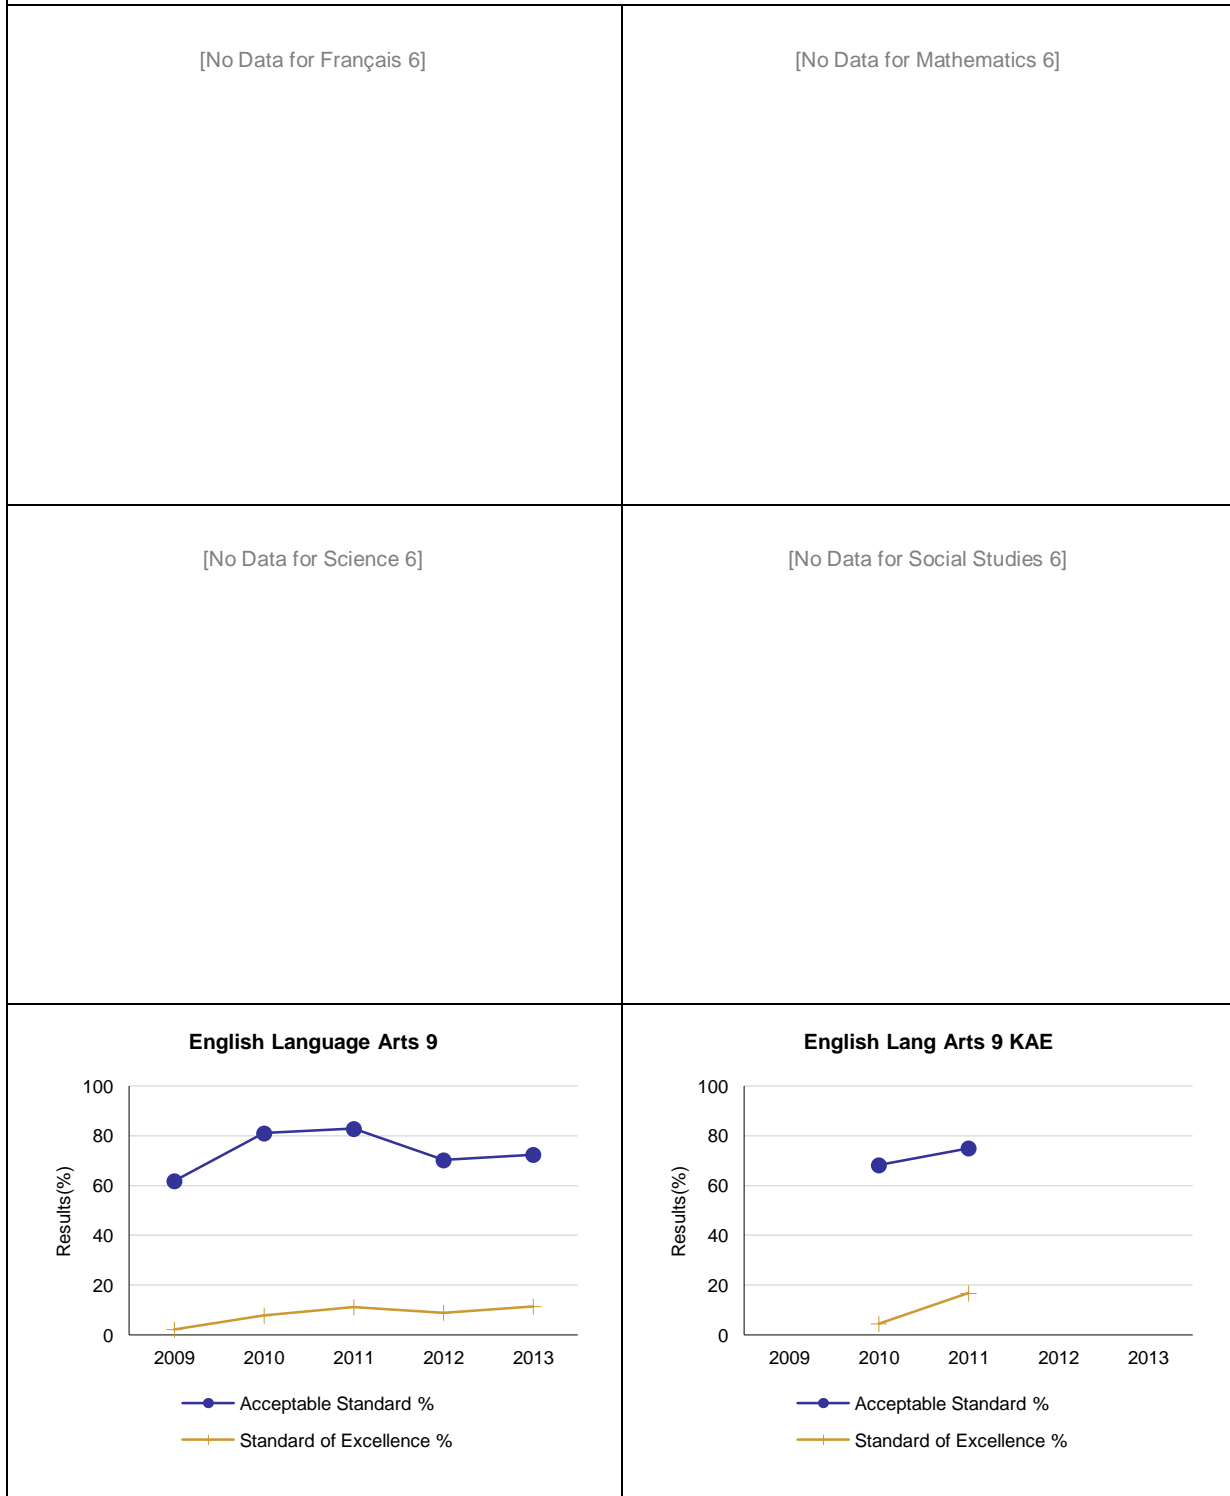 [No Data for Français 6]
[No Data for Mathematics 6]
[No Data for Science 6]
[No Data for Social Studies 6]
English Language Arts 9
100
80
60
40
20
0
Results(%)
2009 2010 2011 2012 2013
Acceptable Standard %
Standard of Excellence %
English Lang Arts 9 KAE
100
80
60
40
20
0
Results(%)
2009 2010 2011 2012 2013
Acceptable Standard %
Standard of Excellence %